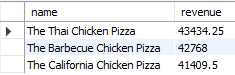 name revenue
The Thai Chicken Pizza 43434.25
The Barbecue Chicken Pizza 42768
The California Chicken Pizza 41409.5